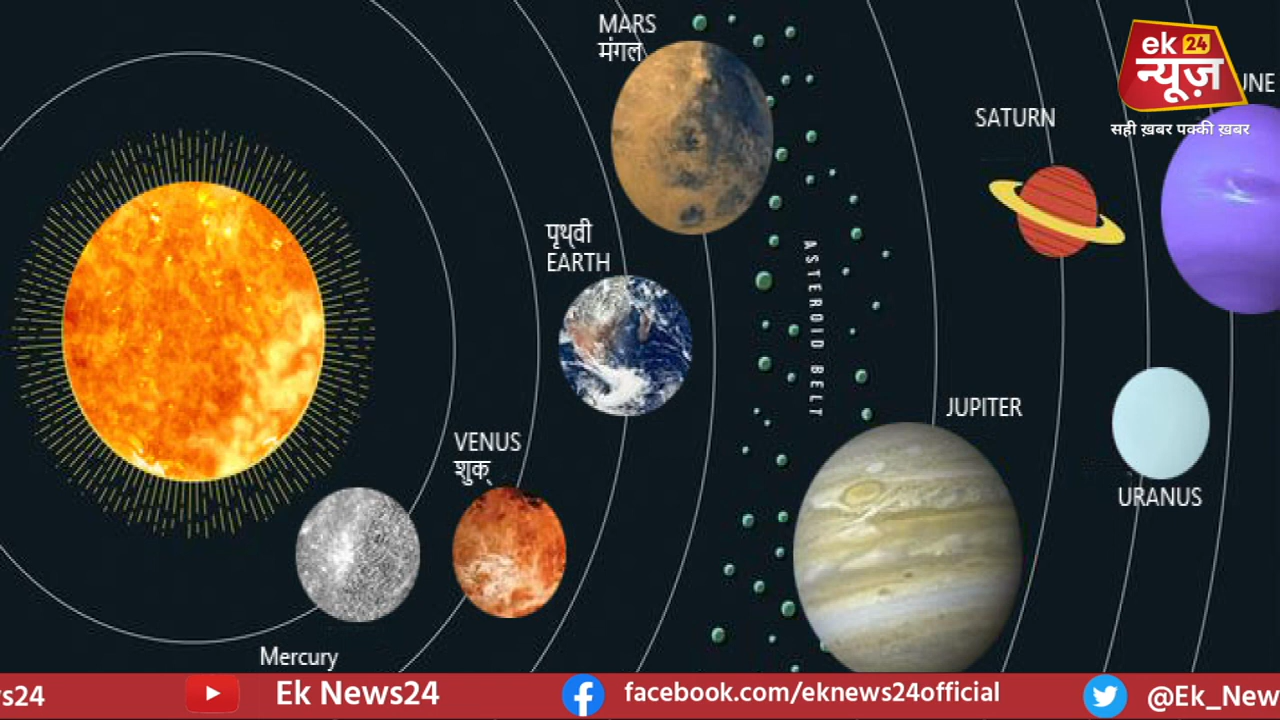 MARS
मंगल
ek 24
न्यूज़
सही ख़बर पक्की ख़बर
UNE
SATURN
पृथ्वी
EARTH
ASTEROID BELT
JUPITER
VENUS
शुक्
URANUS
Mercury
s24
Ek News24
facebook.com/eknews24official
@Ek_New